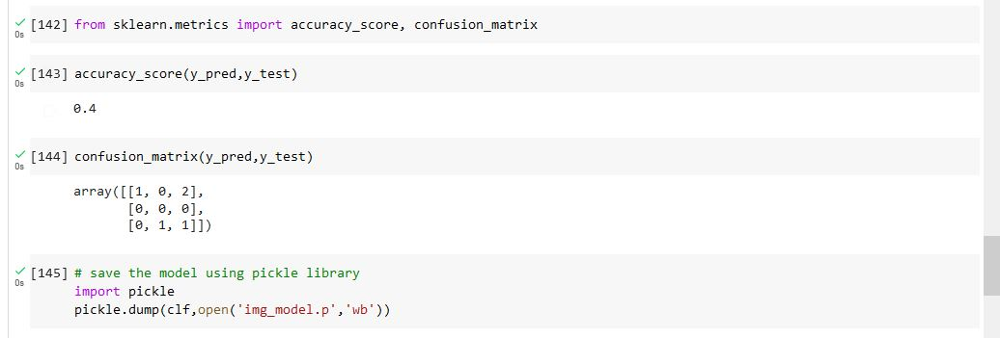 [142] from sklearn.metrics import accuracy_score, confusion_matrix
0s
[143] accuracy_score(y_pred,y_test)
0s
0.4
[144] confusion_matrix(y_pred,y_test)
0s
array([[1, 0, 2],
       [0, 0, 0],
       [0, 1, 1]])
[145] # save the model using pickle library
0s
import pickle
pickle.dump(clf,open('img_model.p','wb'))